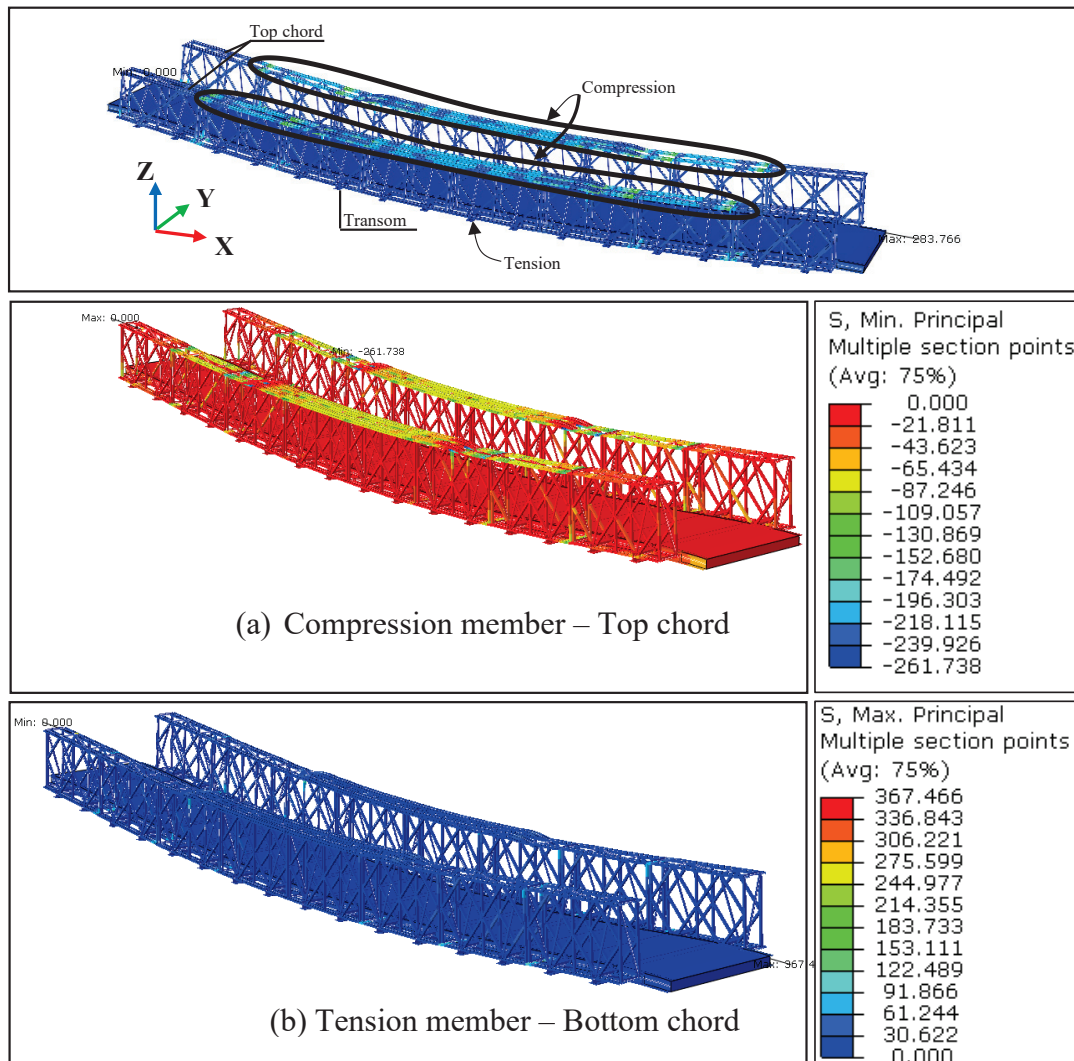 Top chord
Min: 0.000
Compression
Z
Y
X
Transom
Tension
Max: 283.766
Max: 0.000
Min: -261.738
(a) Compression member – Top chord
S, Min. Principal
Multiple section points
(Avg: 75%)
0.000
-21.811
-43.623
-65.434
-87.246
-109.057
-130.869
-152.680
-174.492
-196.303
-218.115
-239.926
-261.738
Min: 0.000
Max: 367.4
(b) Tension member – Bottom chord
S, Max. Principal
Multiple section points
(Avg: 75%)
367.466
336.843
306.221
275.599
244.977
214.355
183.733
153.111
122.489
91.866
61.244
30.622
0.000